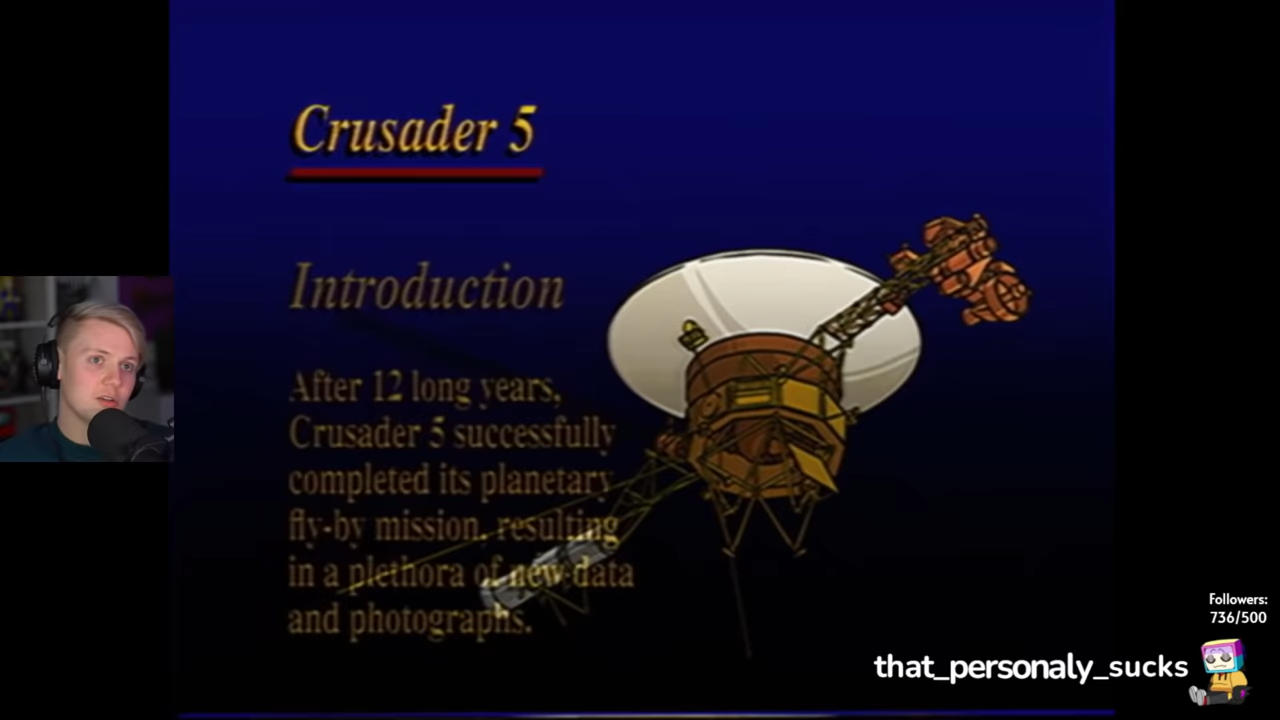 Crusader 5
Introduction
After 12 long years,
Crusader 5 successfully
completed its planetary
fly-by mission, resulting
in a plethora of new data
and photographs.
Followers:
736/500
that_personaly_sucks